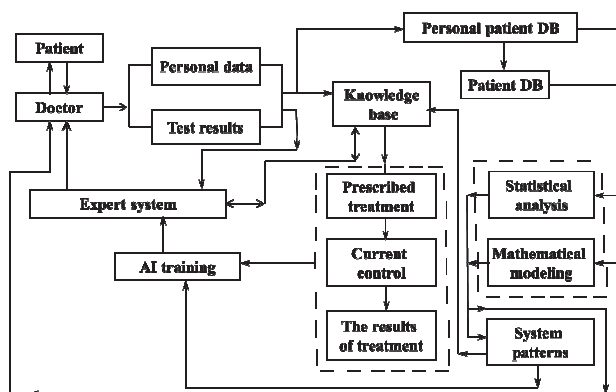 Personal patient DB
Patient
Personal data
Patient DB
Knowledge
base
Doctor
Test results
Prescribed
treatment
Statistical
analysis
Expert system
Current
control
Mathematical
modeling
AI training
The results
of treatment
System
patterns